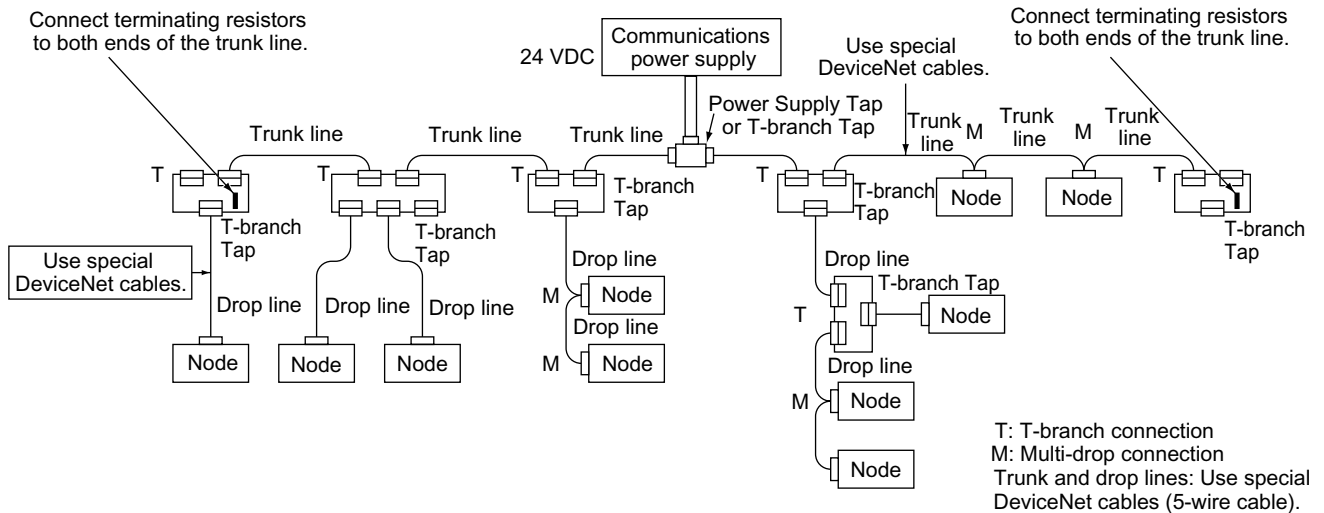 Connect terminating resistors
to both ends of the trunk line.
24 VDC
Communications
power supply
Use special
DeviceNet cables.
Connect terminating resistors
to both ends of the trunk line.
Power Supply Tap
or T-branch Tap
Trunk line
Trunk line
Trunk line
Trunk
line
M
Trunk
line
M
Trunk
line
T
T
T
T
T
T-branch
Tap
T-branch
Tap
T-branch
Tap
T-branch
Tap
T-branch
Tap
Node
Node
Use special
DeviceNet cables.
Drop line
Drop line
Drop line
Node
Node
Node
Drop line
M
Node
Drop line
M
Node
Drop line
T-branch Tap
T
Node
Drop line
M
Node
Node
T: T-branch connection
M: Multi-drop connection
Trunk and drop lines: Use special
DeviceNet cables (5-wire cable).